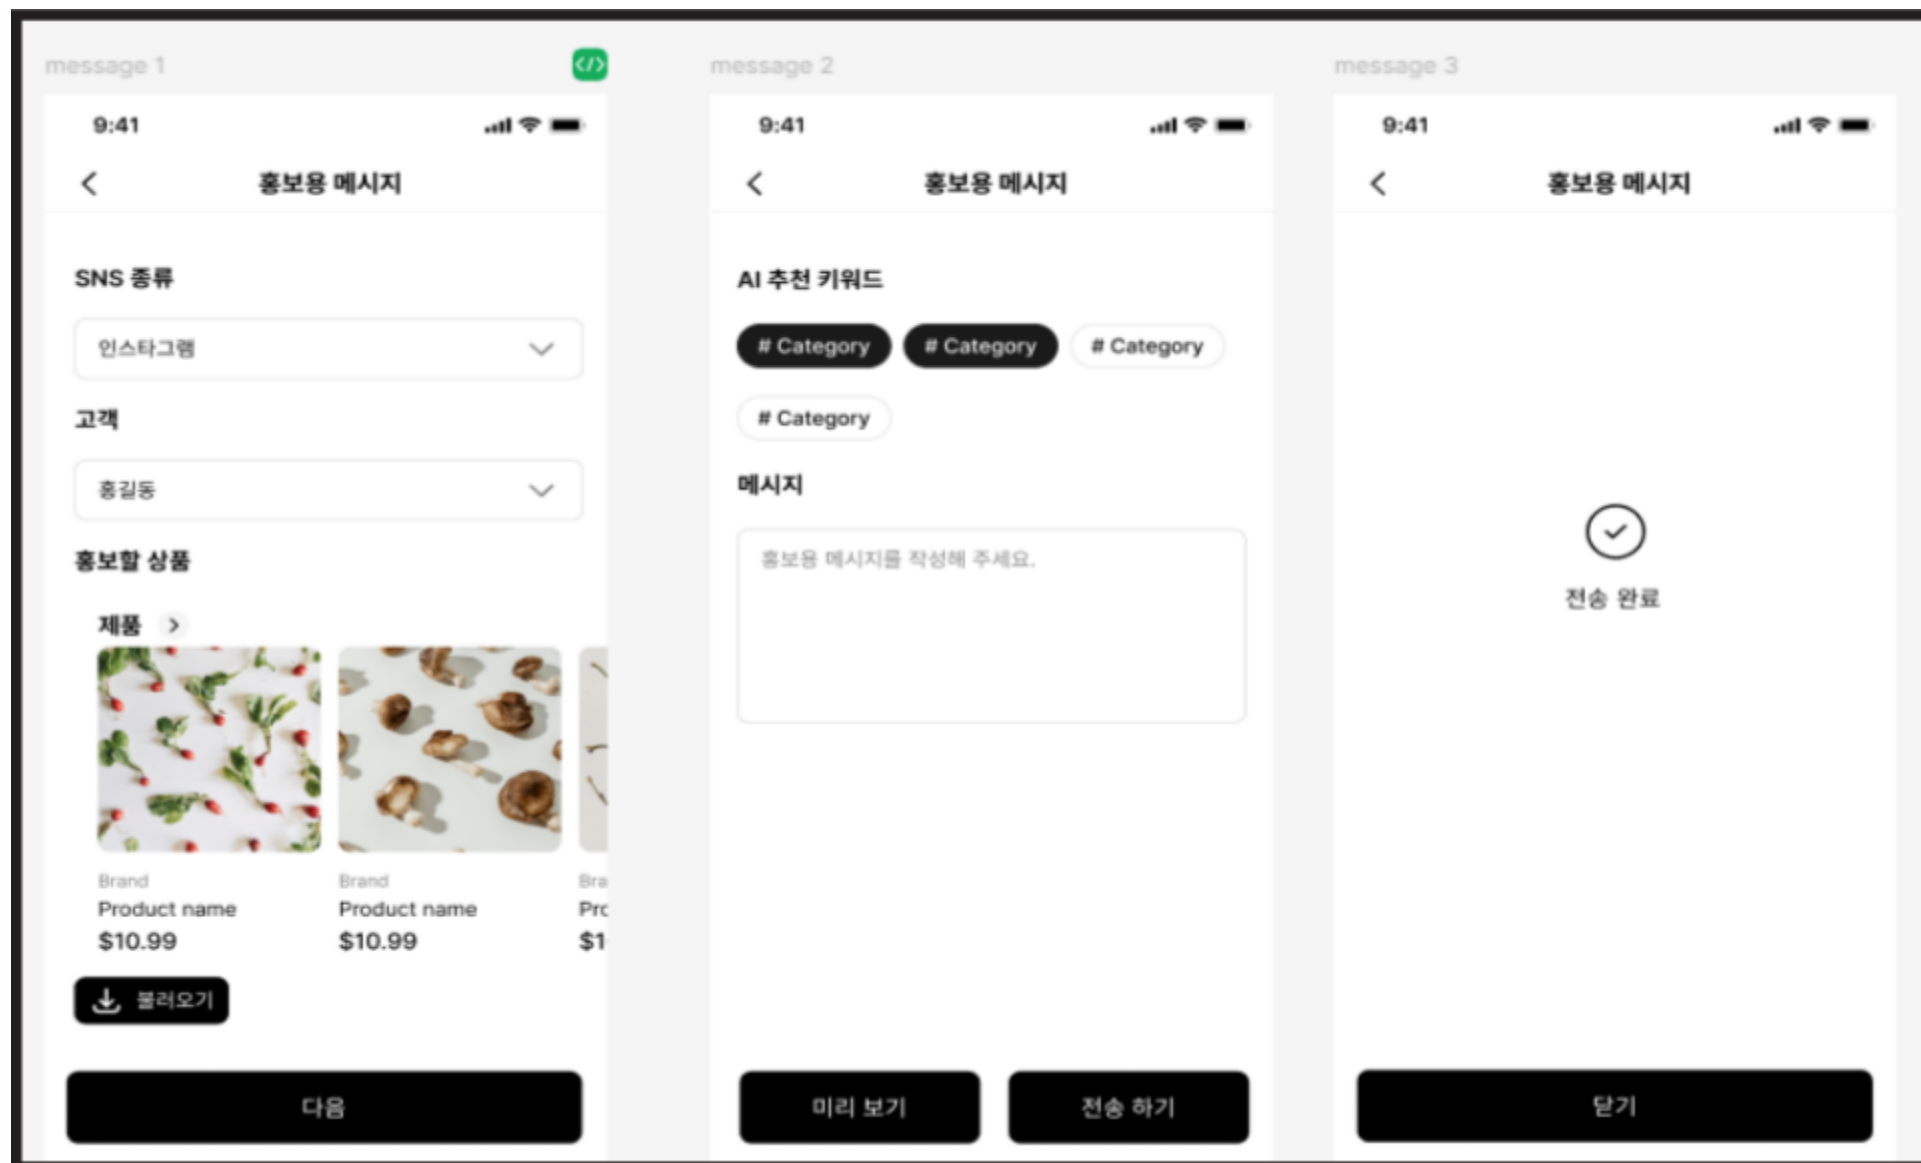 message 1
</>
9:41
홍보용 메시지
SNS 종류
인스타그램
고객
홍길동
홍보할 상품
제품
Brand
Product name
$10.99
Brand
Product name
$10.99
Bra
Pro
$1
불러오기
다음
message 2
9:41
홍보용 메시지
AI 추천 키워드
# Category
# Category
# Category
# Category
메시지
홍보용 메시지를 작성해 주세요.
미리 보기
전송 하기
message 3
9:41
홍보용 메시지
전송 완료
닫기